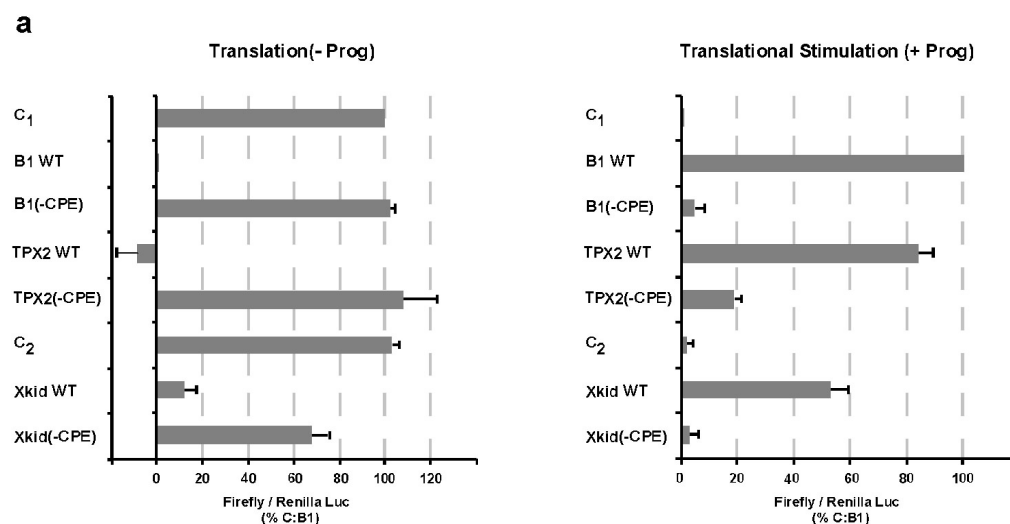 a
Translation(- Prog)
C1
B1 WT
B1(-CPE)
TPX2 WT
TPX2(-CPE)
C2
Xkid WT
Xkid(-CPE)
0 20 40 60 80 100 120
Firefly / Renilla Luc
(% C:B1)
Translational Stimulation (+ Prog)
C1
B1 WT
B1(-CPE)
TPX2 WT
TPX2(-CPE)
C2
Xkid WT
Xkid(-CPE)
0 20 40 60 80 100
Firefly / Renilla Luc
(% C:B1)